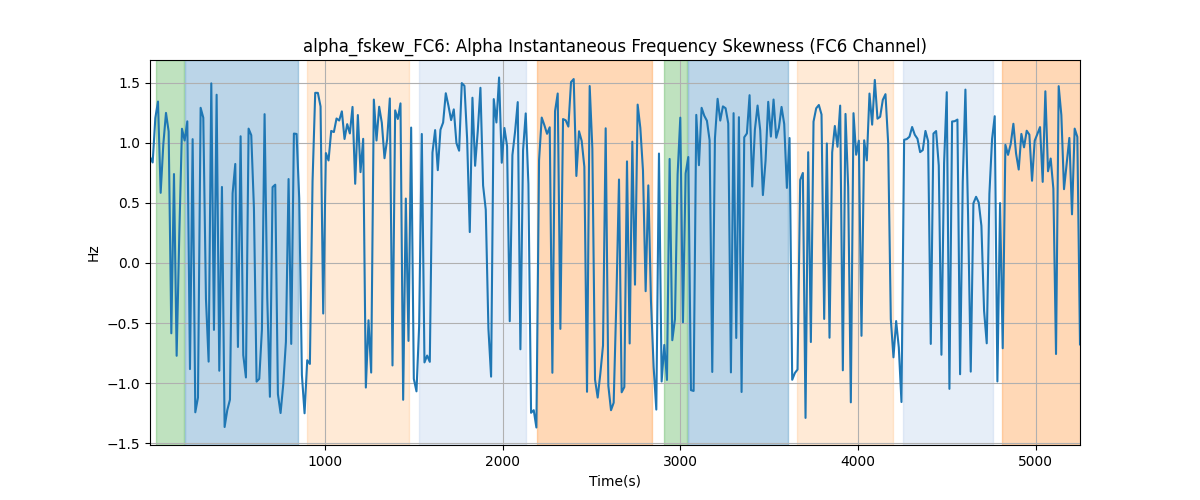 alpha_fskew_FC6: Alpha Instantaneous Frequency Skewness (FC6 Channel)
1.5
1.0
0.5
0.0
−0.5
−1.0
−1.5
Hz
1000 2000 3000 4000 5000
Time(s)